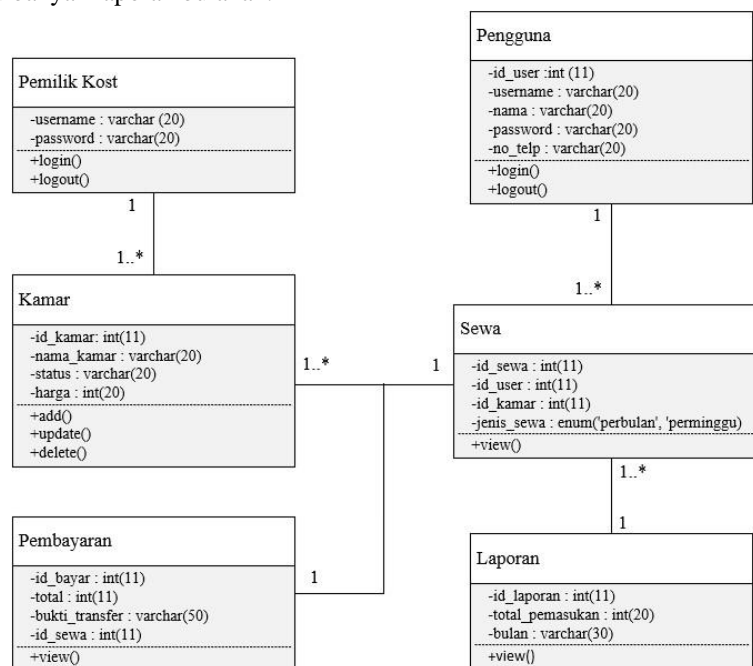 Pengguna
-id_user :int (11)
-username : varchar(20)
-nama : varchar(20)
-password : varchar(20)
-no_telp : varchar(20)
+login()
+logout()
Pemilik Kost
-username : varchar (20)
-password : varchar(20)
+login()
+logout()
1
1..*
1
1..*
Kamar
-id_kamar: int(11)
-nama_kamar : varchar(20)
-status : varchar(20)
-harga : int(20)
+add()
+update()
+delete()
1..*
1
Sewa
-id_sewa : int(11)
-id_user : int(11)
-id_kamar : int(11)
-jenis_sewa : enum('perbulan', 'perminggu)
+view()
1..*
1
Pembayaran
-id_bayar : int(11)
-total : int(11)
-bukti_transfer : varchar(50)
-id_sewa : int(11)
+view()
1
Laporan
-id_laporan : int(11)
-total_pemasukan : int(20)
-bulan : varchar(30)
+view()